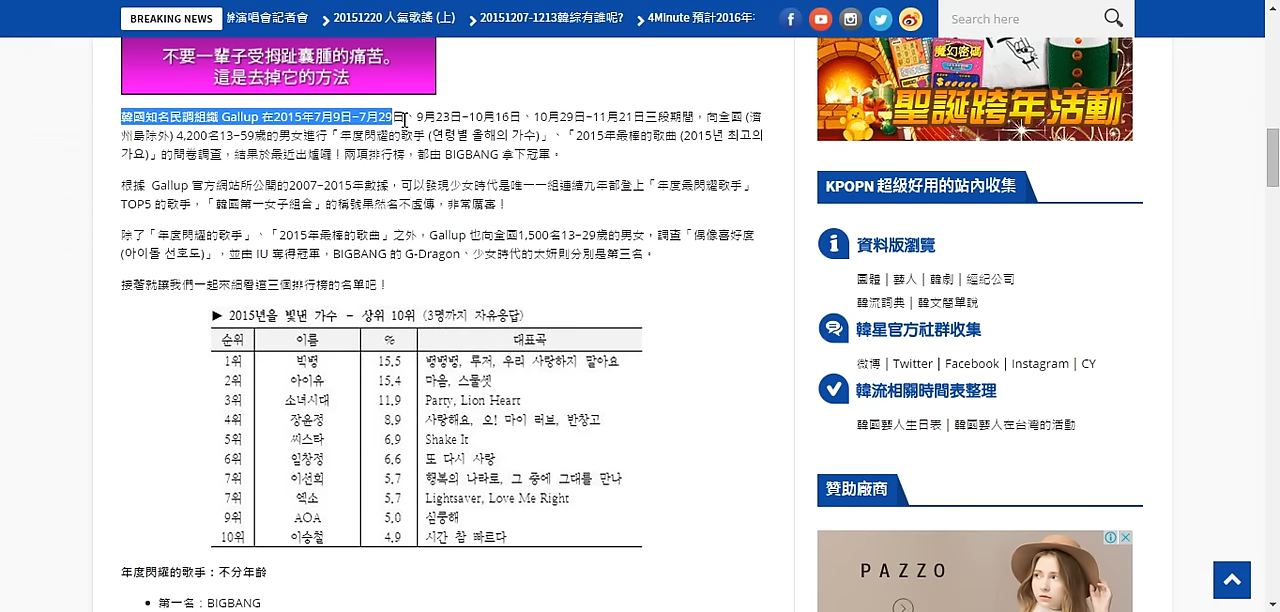 BREAKING NEWS 辦演唱會記者會 20151220 人氣歌謠 (上) 20151207-1213韓綜有誰呢? 4Minute 預計2016年 Search here
不要一輩子受拇趾囊腫的痛苦。
這是去掉它的方法
韓國知名民調組織 Gallup 在2015年7月9日-7月29日、9月23日-10月16日、10月29日-11月21日三段期間，向全國 (濟
州島除外) 4,200名13-59歲的男女進行「年度閃耀的歌手 (연령별 올해의 가수)」、「2015年最棒的歌曲 (2015년 최고의
가요)」的問卷調查，結果於最近出爐囉！兩項排行榜，都由 BIGBANG 拿下冠軍。
根據 Gallup 官方網站所公開的2007-2015年數據，可以發現少女時代是唯一一組連續九年都登上「年度最閃耀歌手」
TOP5 的歌手，「韓國第一女子組合」的稱號果然名不虛傳，非常厲害！
除了「年度閃耀的歌手」、「2015年最棒的歌曲」之外，Gallup 也向全國1,500名13-29歲的男女，調查「偶像喜好度
(아이돌 선호도)」，並由 IU 奪得冠軍，BIGBANG 的 G-Dragon、少女時代的太妍則分別是第三名。
接著就讓我們一起來細看這三個排行榜的名單吧！
▶ 2015년을 빛낸 가수 - 상위 10위 (3명까지 자유응답)
순위 이름 % 대표곡
1위 빅뱅 15.5 뱅뱅뱅, 루저, 우리 사랑하지 말아요
2위 아이유 15.4 마음, 스물셋
3위 소녀시대 11.9 Party, Lion Heart
4위 장윤정 8.9 사랑해요, 오! 마이 러브, 반창고
5위 씨스타 6.9 Shake It
6위 임창정 6.6 또 다시 사랑
7위 이선희 5.7 행복의 나라로, 그 중에 그대를 만나
7위 엑소 5.7 Lightsaver, Love Me Right
9위 AOA 5.0 심쿵해
10위 이승철 4.9 시간 참 빠르다
年度閃耀的歌手：不分年齡
• 第一名：BIGBANG
魔幻密碼
聖誕跨年活動
KPOPN 超级好用的站內收集
資料版瀏覽
團體 | 藝人 | 韓劇 | 經紀公司
韓流詞典 | 韓文簡單說
韓星官方社群收集
微博 | Twitter | Facebook | Instagram | CY
韓流相關時間表整理
韓國藝人生日表 | 韓國藝人在台灣的活動
贊助廠商
PAZZO